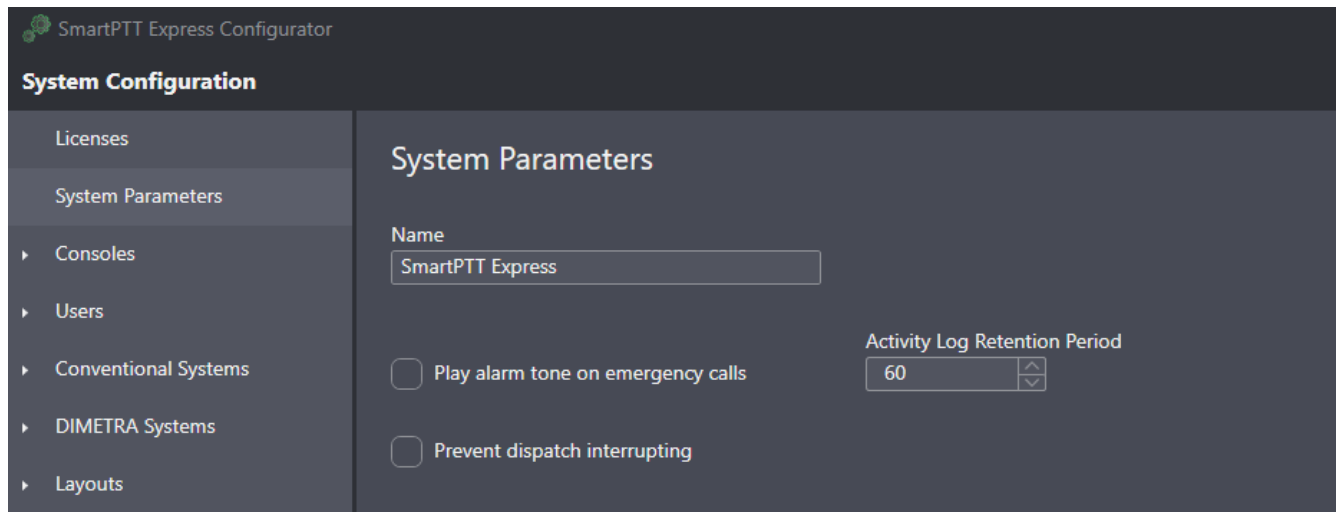 SmartPTT Express Configurator
System Configuration
Licenses
System Parameters
Consoles
Users
Conventional Systems
DIMETRA Systems
Layouts
System Parameters
Name
SmartPTT Express
Activity Log Retention Period
Play alarm tone on emergency calls
60
Prevent dispatch interrupting